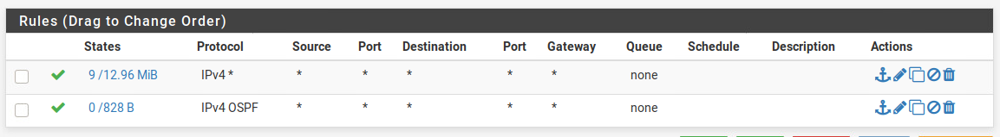 Rules (Drag to Change Order)
States Protocol Source Port Destination Port Gateway Queue Schedule Description Actions
9 /12.96 MiB IPv4 * * * * * * none
0 /828 B IPv4 OSPF * * * * * none